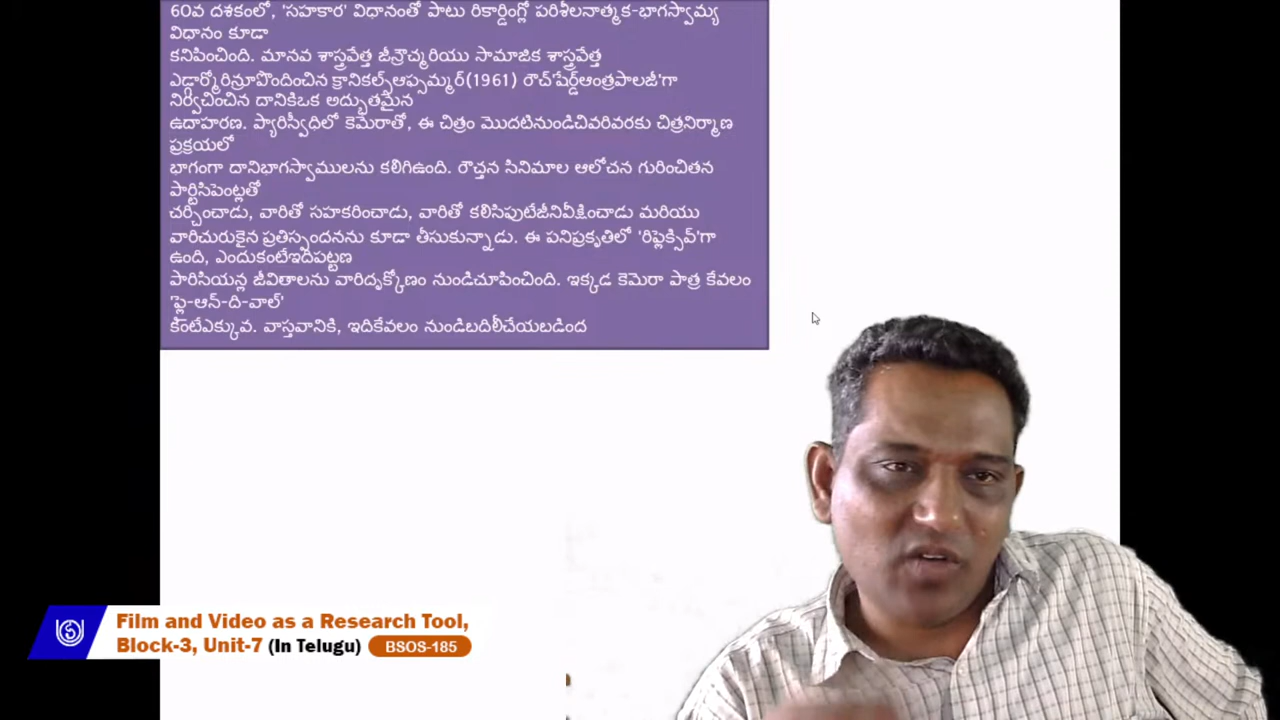 60వ దశకంలో, 'సహకార' విధానంతో పాటు రికార్డింగ్లో పరిశీలనాత్మక-భాగస్వామ్య
విధానం కూడా
కనిపించింది. మానవ శాస్త్రవేత్త జీన్రౌచ్మరియు సామాజిక శాస్త్రవేత్త
ఎడ్గార్మోరిన్రూపొందించిన క్రానికల్స్ఆఫ్సమ్మర్(1961) రౌచ్'షేర్డ్ఆంత్రపాలజీ'గా
నిర్వచించిన దానికిఒక అద్భుతమైన
ఉదాహరణ. ప్యారిస్వీధిలో కెమెరాతో, ఈ చిత్రం మొదటినుండిచివరివరకు చిత్రనిర్మాణ
ప్రక్రయలో
భాగంగా దానిభాగస్వాములను కలిగిఉంది. రౌచ్తన సినిమాల ఆలోచన గురించితన
పార్టిసిపెంట్లతో
చర్చించాడు, వారితో సహకరించాడు, వారితో కలిసిఫుటేజీనివీక్షించాడు మరియు
వారిచురుకైన ప్రతిస్పందనను కూడా తీసుకున్నాడు. ఈ పనిప్రకృతిలో 'రిఫ్లెక్సివ్'గా
ఉంది, ఎందుకంటేఇదిపట్టణ
పారిసియన్ల జీవితాలను వారిదృక్కోణం నుండిచూపించింది. ఇక్కడ కెమెరా పాత్ర కేవలం
'ఫ్లై-ఆన్-ది-వాల్'
కంటేఎక్కువ. వాస్తవానికి, ఇదికేవలం నుండిబదిలీచేయబడింద
Film and Video as a Research Tool,
Block-3, Unit-7 (In Telugu) BSOS-185